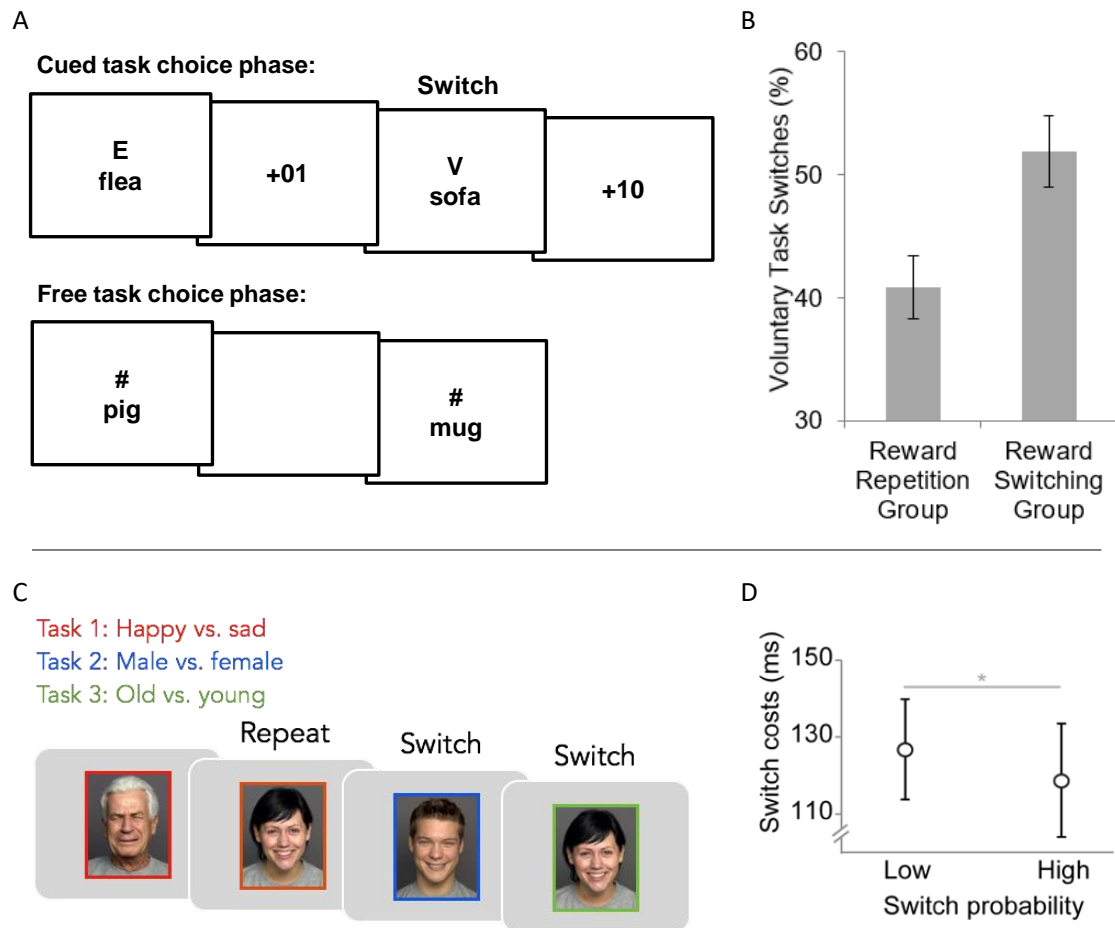 A
Cued task choice phase:
Switch
E
flea
+01
V
sofa
+10
Free task choice phase:
#
pig
#
mug
B
Voluntary Task Switches (%)
60
50
40
30
Reward
Repetition
Group
Reward
Switching
Group
C
Task 1: Happy vs. sad
Task 2: Male vs. female
Task 3: Old vs. young
Repeat
Switch
Switch
D
Switch costs (ms)
150
130
110
*
Low
High
Switch probability